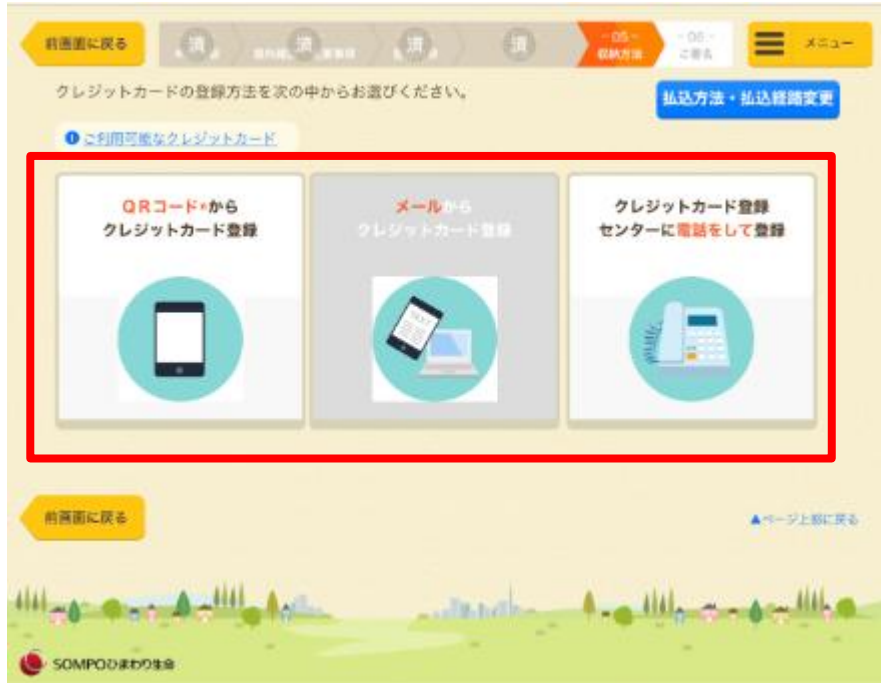 前画面に戻る
済
済
済
済
- 05 -
収納方法
- 06 -
ご署名
メニュー
クレジットカードの登録方法を次の中からお選びください。
払込方法・払込経路変更
ご利用可能なクレジットカード
QRコード®から
クレジットカード登録
メールから
クレジットカード登録
クレジットカード登録
センターに電話をして登録
前画面に戻る
▲ページ上部に戻る
SOMPOひまわり生命